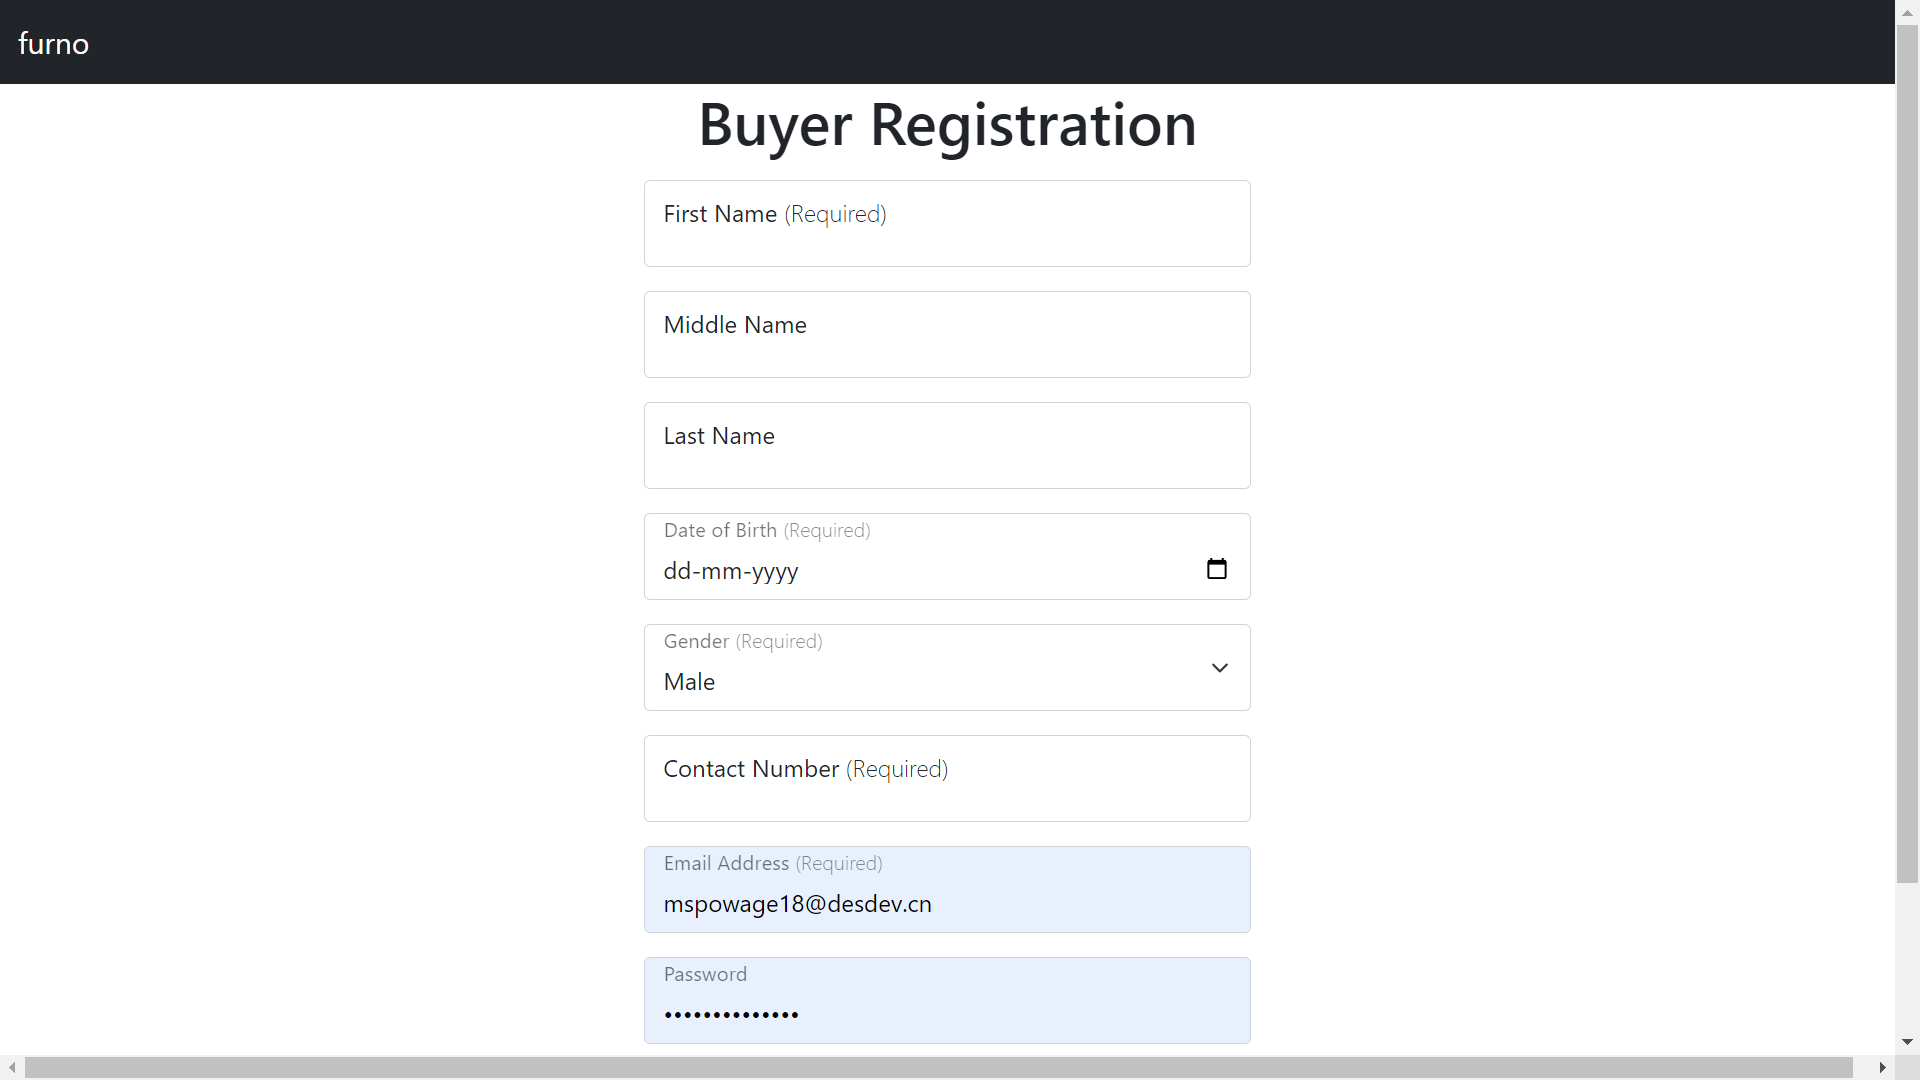 furno
Buyer Registration
First Name (Required)
Middle Name
Last Name
Date of Birth (Required)
dd-mm-yyyy
Gender (Required)
Male
Contact Number (Required)
Email Address (Required)
mspowage18@desdev.cn
Password
••••••••••••••